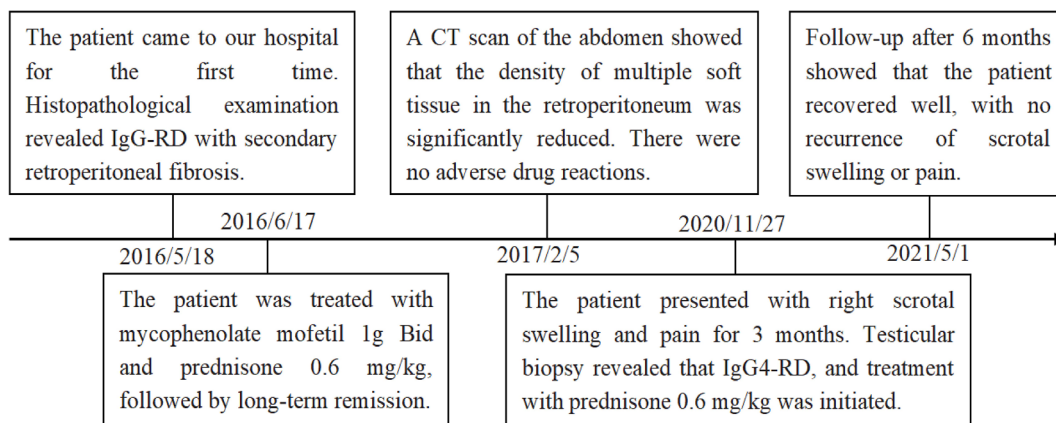 The patient came to our hospital
for the first time.
Histopathological examination
revealed IgG-RD with secondary
retroperitoneal fibrosis.
A CT scan of the abdomen showed
that the density of multiple soft
tissue in the retroperitoneum was
significantly reduced. There were
no adverse drug reactions.
Follow-up after 6 months
showed that the patient
recovered well, with no
recurrence of scrotal
swelling or pain.
2016/6/17
2020/11/27
2016/5/18
2017/2/5
2021/5/1
The patient was treated with
mycophenolate mofetil 1g Bid
and prednisone 0.6 mg/kg,
followed by long-term remission.
The patient presented with right scrotal
swelling and pain for 3 months. Testicular
biopsy revealed that IgG4-RD, and treatment
with prednisone 0.6 mg/kg was initiated.